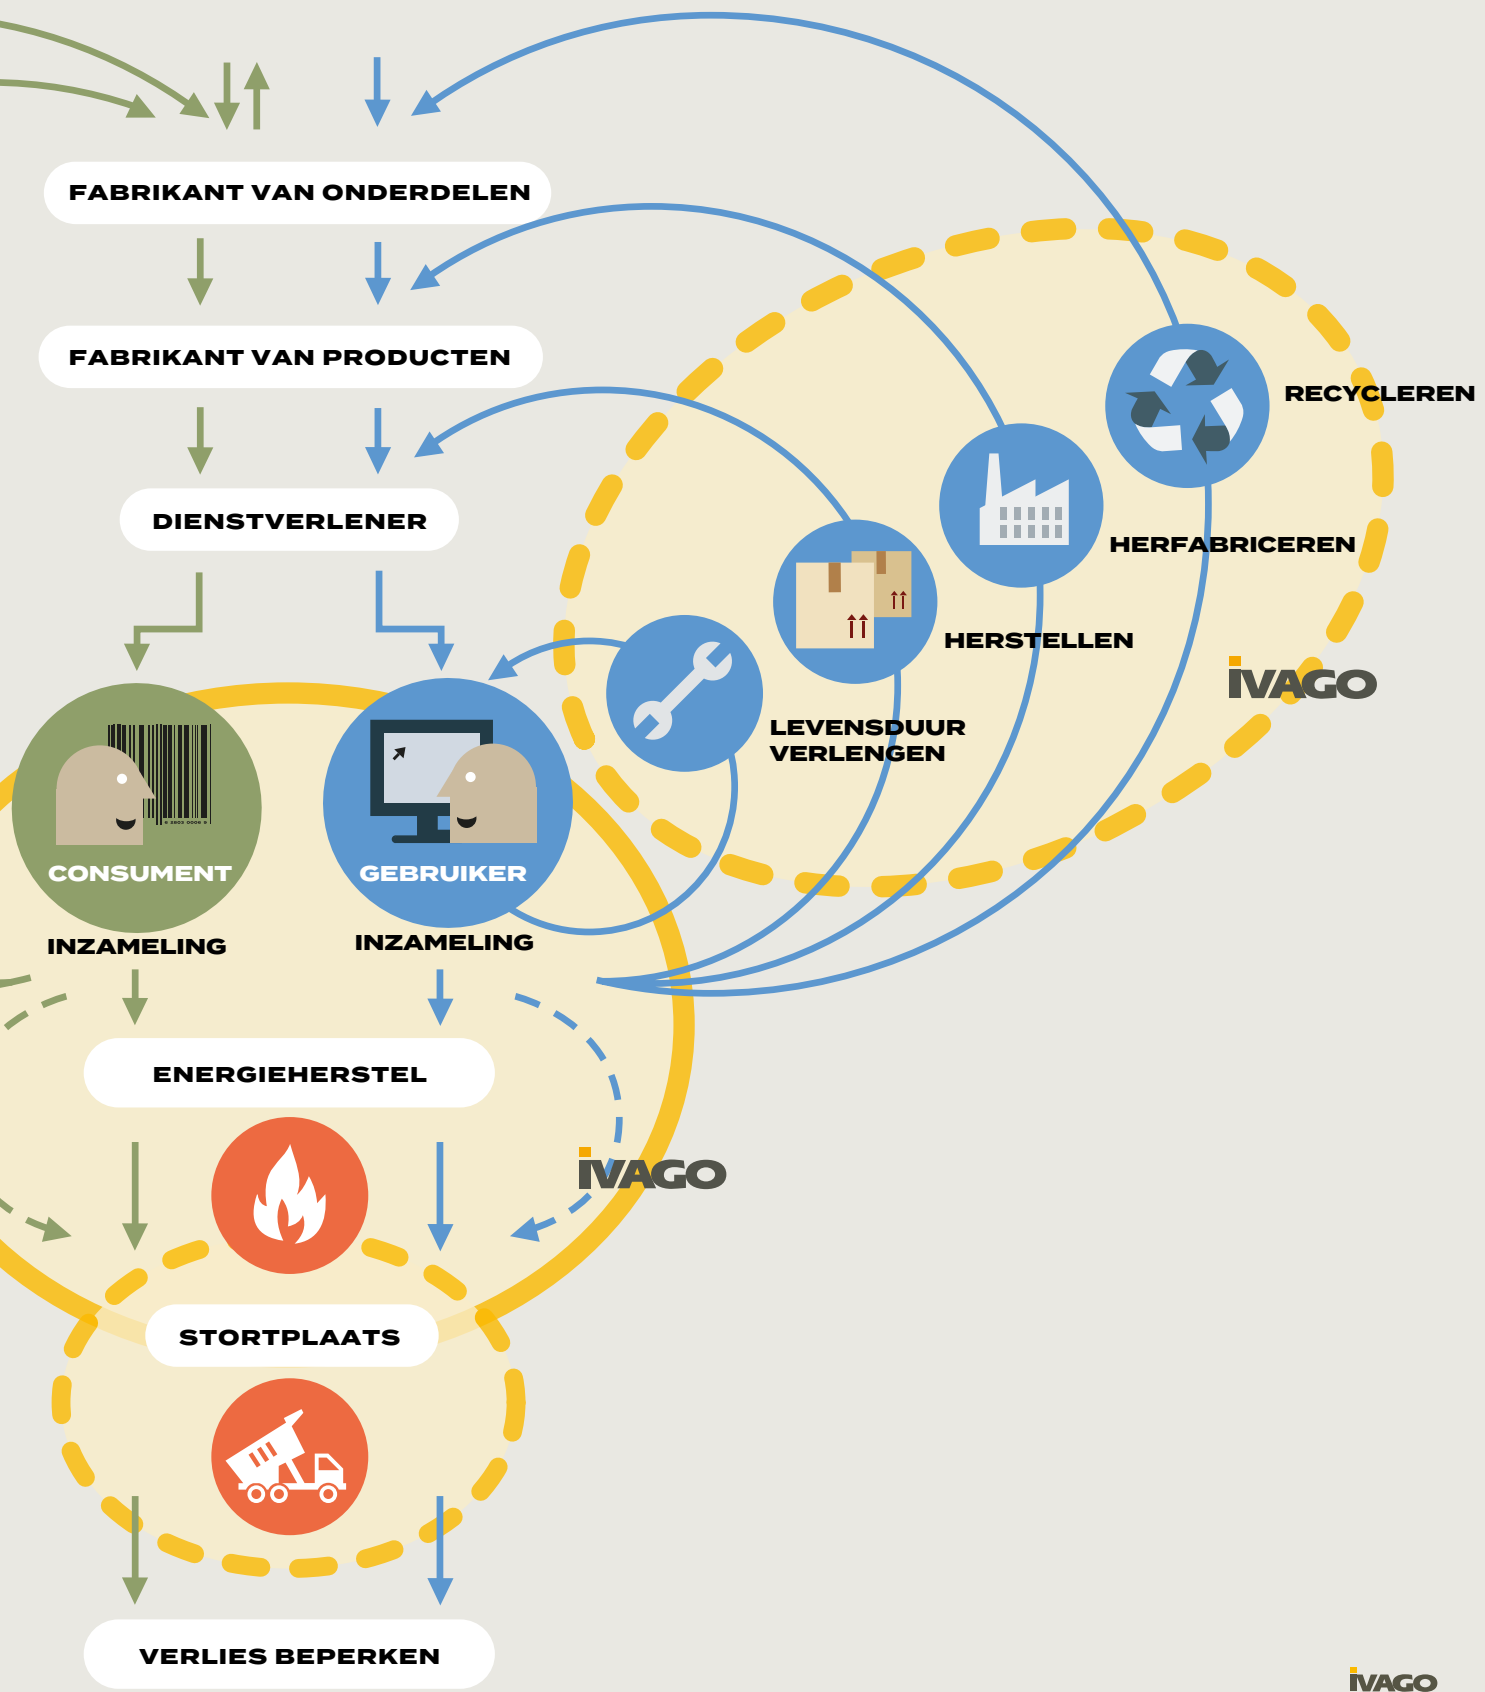 FABRIKANT VAN ONDERDELEN
FABRIKANT VAN PRODUCTEN
RECYCLEREN
DIENSTVERLENER
HERFABRICEREN
HERSTELLEN
IVAGO
LEVENSDUUR
VERLENGEN
CONSUMENT
GEBRUIKER
INZAMELING
INZAMELING
ENERGIEHERSTEL
IVAGO
STORTPLAATS
VERLIES BEPERKEN
IVAGO